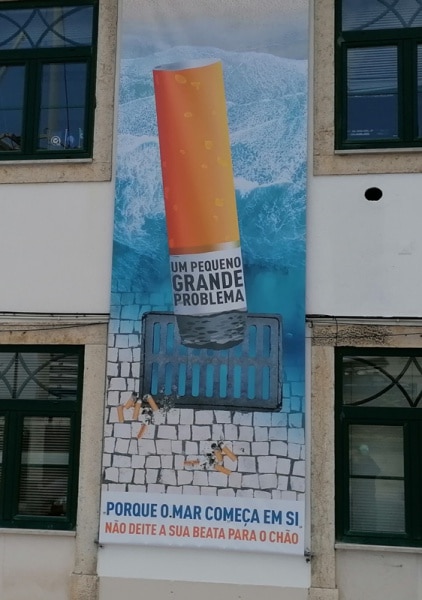 UM PEQUENO
GRANDE
PROBLEMA
PORQUE O MAR COMEÇA EM SI
NÃO DEITE A SUA BEATA PARA O CHÃO